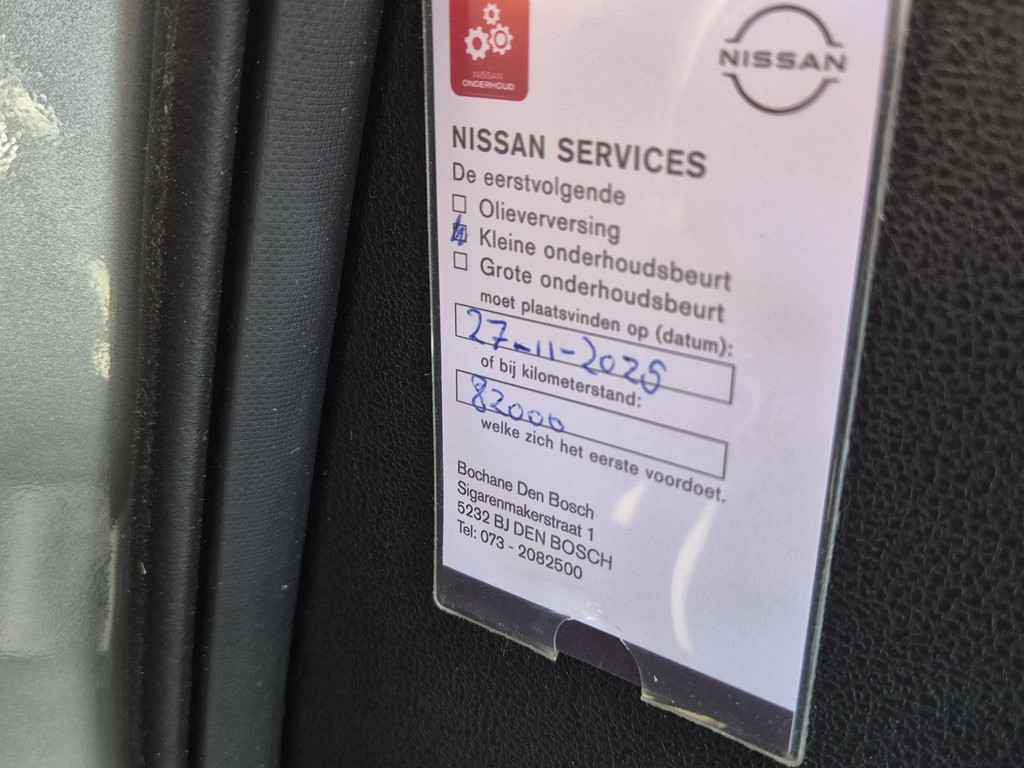 NISSAN
ONDERHOUD
NISSAN
NISSAN SERVICES
De eerstvolgende
Olieverversing
Kleine onderhoudsbeurt
Grote onderhoudsbeurt
moet plaatsvinden op (datum):
27-11-2025
of bij kilometerstand:
82000
welke zich het eerste voordoet.
Bochane Den Bosch
Sigarenmakerstraat 1
5232 BJ DEN BOSCH
Tel: 073 - 2082500